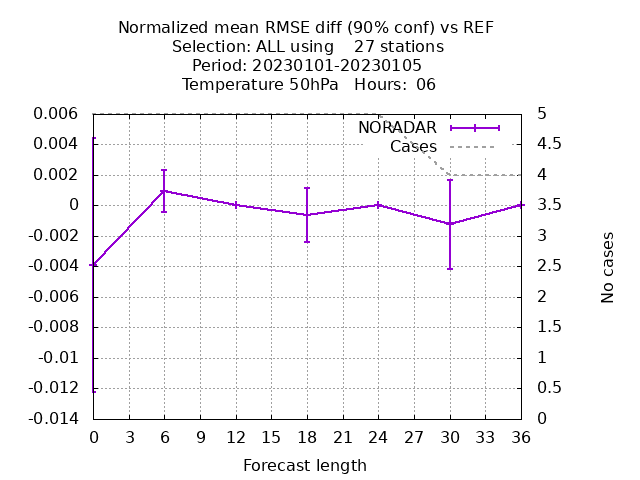 Normalized mean RMSE diff (90% conf) vs REF
Selection: ALL using    27 stations
Period: 20230101-20230105
Temperature 50hPa   Hours:  06
0.006
0.004
0.002
0
-0.002
-0.004
-0.006
-0.008
-0.01
-0.012
-0.014
NORADAR
Cases
5
4.5
4
3.5
3
2.5
2
1.5
1
0.5
0
No cases
0 3 6 9 12 15 18 21 24 27 30 33 36
Forecast length